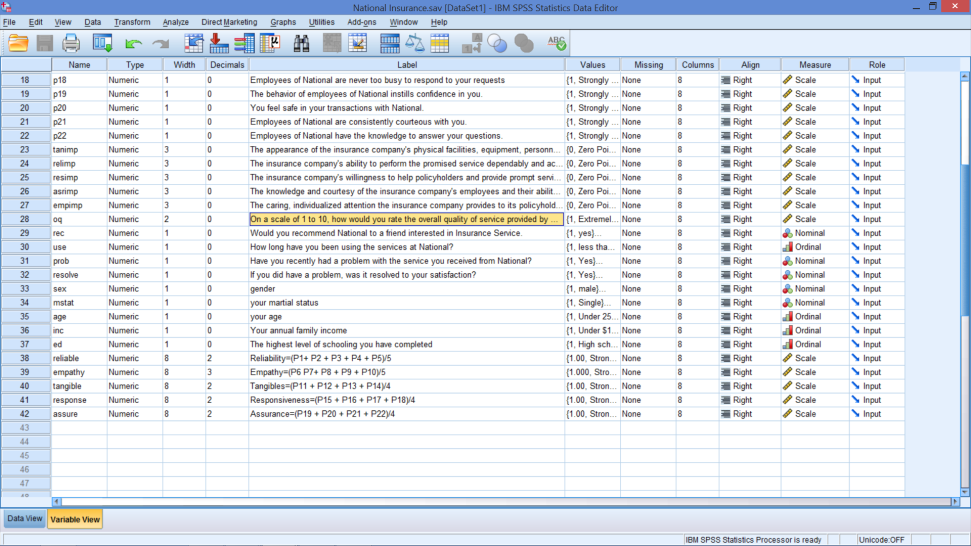 National Insurance.sav [DataSet1] - IBM SPSS Statistics Data Editor
File Edit View Data Transform Analyze Direct Marketing Graphs Utilities Add-ons Window Help
Name Type Width Decimals Label Values Missing Columns Align Measure Role
18 p18 Numeric 1 0 Employees of National are never too busy to respond to your requests {1, Strongly ... None 8 Right Scale Input
19 p19 Numeric 1 0 The behavior of employees of National instills confidence in you. {1, Strongly ... None 8 Right Scale Input
20 p20 Numeric 1 0 You feel safe in your transactions with National. {1, Strongly ... None 8 Right Scale Input
21 p21 Numeric 1 0 Employees of National are consistently courteous with you. {1, Strongly ... None 8 Right Scale Input
22 p22 Numeric 1 0 Employees of National have the knowledge to answer your questions. {1, Strongly ... None 8 Right Scale Input
23 tanimp Numeric 3 0 The appearance of the insurance company's physical facilities, equipment, personn... {0, Zero Poi... None 8 Right Scale Input
24 relimp Numeric 3 0 The insurance company's ability to perform the promised service dependably and ac... {0, Zero Poi... None 8 Right Scale Input
25 resimp Numeric 3 0 The insurance company's willingness to help policyholders and provide prompt servi... {0, Zero Poi... None 8 Right Scale Input
26 asrimp Numeric 3 0 The knowledge and courtesy of the insurance company's employees and their abilit... {0, Zero Poi... None 8 Right Scale Input
27 empimp Numeric 3 0 The caring, individualized attention the insurance company provides to its policyhold... {0, Zero Poi... None 8 Right Scale Input
28 oq Numeric 2 0 On a scale of 1 to 10, how would you rate the overall quality of service provided by ... {1, Extremel... None 8 Right Scale Input
29 rec Numeric 1 0 Would you recommend National to a friend interested in Insurance Service. {1, yes}... None 8 Right Nominal Input
30 use Numeric 1 0 How long have you been using the services at National? {1, less tha... None 8 Right Ordinal Input
31 prob Numeric 1 0 Have you recently had a problem with the service you received from National? {1, Yes}... None 8 Right Nominal Input
32 resolve Numeric 1 0 If you did have a problem, was it resolved to your satisfaction? {1, Yes}... None 8 Right Nominal Input
33 sex Numeric 1 0 gender {1, male}... None 8 Right Nominal Input
34 mstat Numeric 1 0 your martial status {1, Single}... None 8 Right Nominal Input
35 age Numeric 1 0 your age {1, Under 25... None 8 Right Ordinal Input
36 inc Numeric 1 0 Your annual family income {1, Under $1... None 8 Right Ordinal Input
37 ed Numeric 1 0 The highest level of schooling you have completed {1, High sch... None 8 Right Ordinal Input
38 reliable Numeric 8 2 Reliability=(P1+ P2 + P3 + P4 + P5)/5 {1.00, Stron... None 8 Right Scale Input
39 empathy Numeric 8 3 Empathy=(P6 P7+ P8 + P9 + P10)/5 {1.000, Stro... None 8 Right Scale Input
40 tangible Numeric 8 2 Tangibles=(P11 + P12 + P13 + P14)/4 {1.00, Stron... None 8 Right Scale Input
41 response Numeric 8 2 Responsiveness=(P15 + P16 + P17 + P18)/4 {1.00, Stron... None 8 Right Scale Input
42 assure Numeric 8 2 Assurance=(P19 + P20 + P21 + P22)/4 {1.00, Stron... None 8 Right Scale Input
43
44
45
46
47
48
Data View Variable View
IBM SPSS Statistics Processor is ready Unicode:OFF